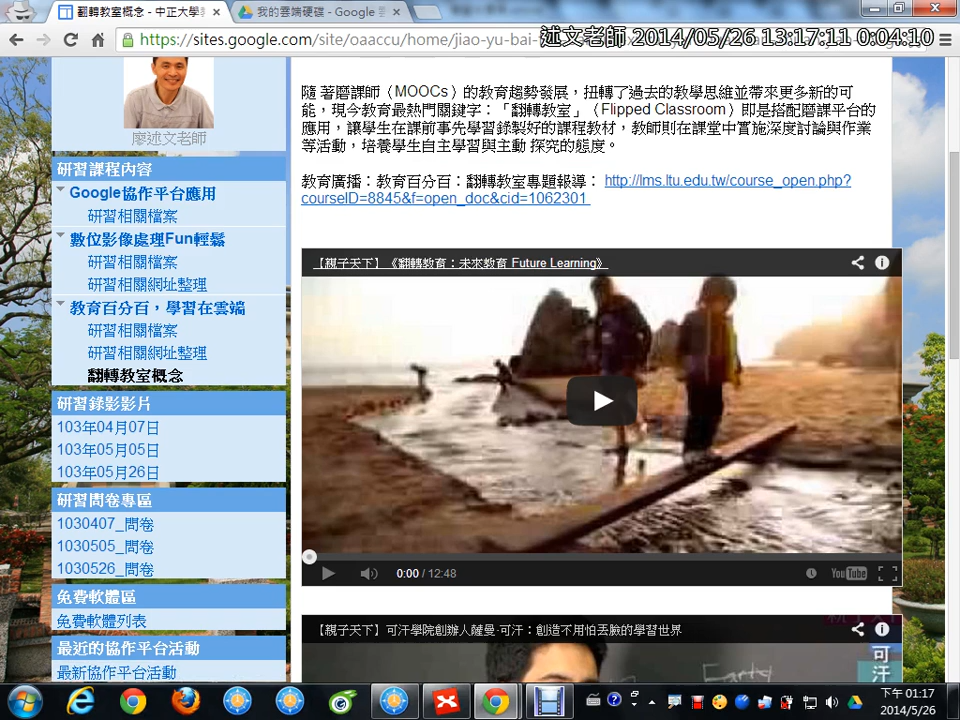 翻轉教室概念 - 中正大學
我的雲端硬碟 - Google
https://sites.google.com/site/oaaccu/home/jiao-yu-bai-
述文老師 2014/05/26 13:17:11 0:04:10
廖述文老師
研習課程內容
Google協作平台應用
研習相關檔案
數位影像處理Fun輕鬆
研習相關檔案
研習相關網址整理
教育百分百，學習在雲端
研習相關檔案
研習相關網址整理
翻轉教室概念
研習錄影影片
103年04月07日
103年05月05日
103年05月26日
研習問卷專區
1030407_問卷
1030505_問卷
1030526_問卷
免費軟體區
免費軟體列表
最近的協作平台活動
最新協作平台活動
隨 著磨課師（MOOCs）的教育趨勢發展，扭轉了過去的教學思維並帶來更多新的可
能，現今教育最熱門關鍵字：「翻轉教室」（Flipped Classroom）即是搭配磨課平台的
應用，讓學生在課前事先學習錄製好的課程教材，教師則在課堂中實施深度討論與作業
等活動，培養學生自主學習與主動 探究的態度。
教育廣播：教育百分百：翻轉教室專題報導： http://lms.ltu.edu.tw/course_open.php?
courseID=8845&f=open_doc&cid=1062301
【親子天下】《翻轉教育：未來教育 Future Learning》
0:00 / 12:48
YouTube
【親子天下】可汗學院創辦人薩曼‧可汗：創造不用怕丟臉的學習世界
可
汗
下午 01:17
2014/5/26